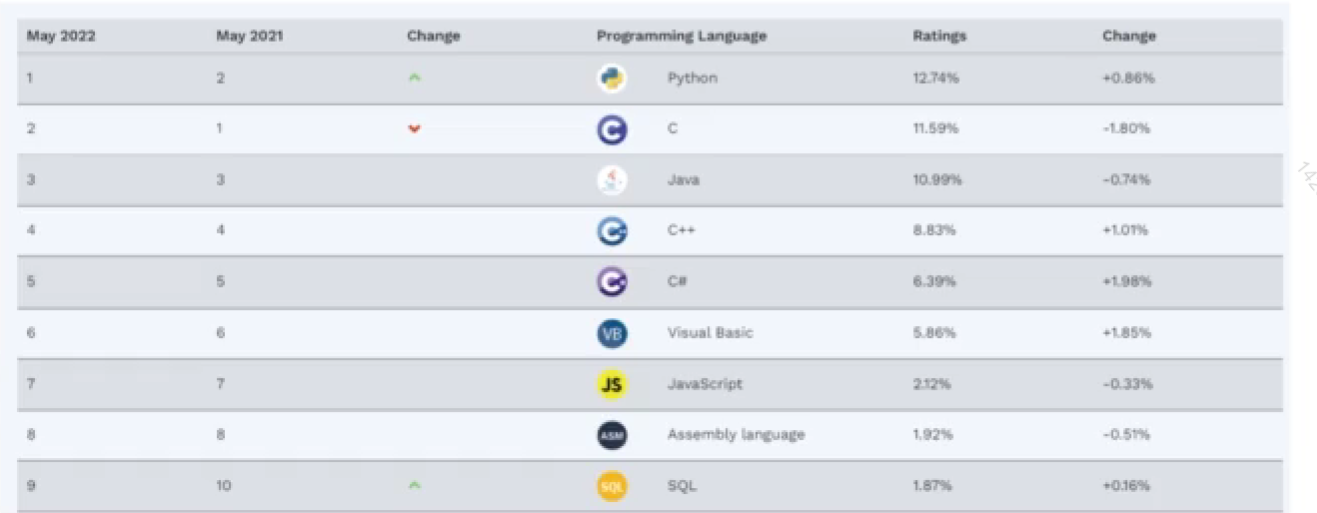 May 2022 May 2021 Change Programming Language Ratings Change
1 2 Python 12.74% +0.86%
2 1 C C 11.59% -1.80%
3 3 Java 10.99% -0.74%
4 4 C C++ 8.83% +1.01%
5 5 C C# 6.39% +1.98%
6 6 VB Visual Basic 5.86% +1.85%
7 7 JS JavaScript 2.12% -0.33%
8 8 ASM Assembly language 1.92% -0.51%
9 10 SQL SQL 1.87% +0.16%